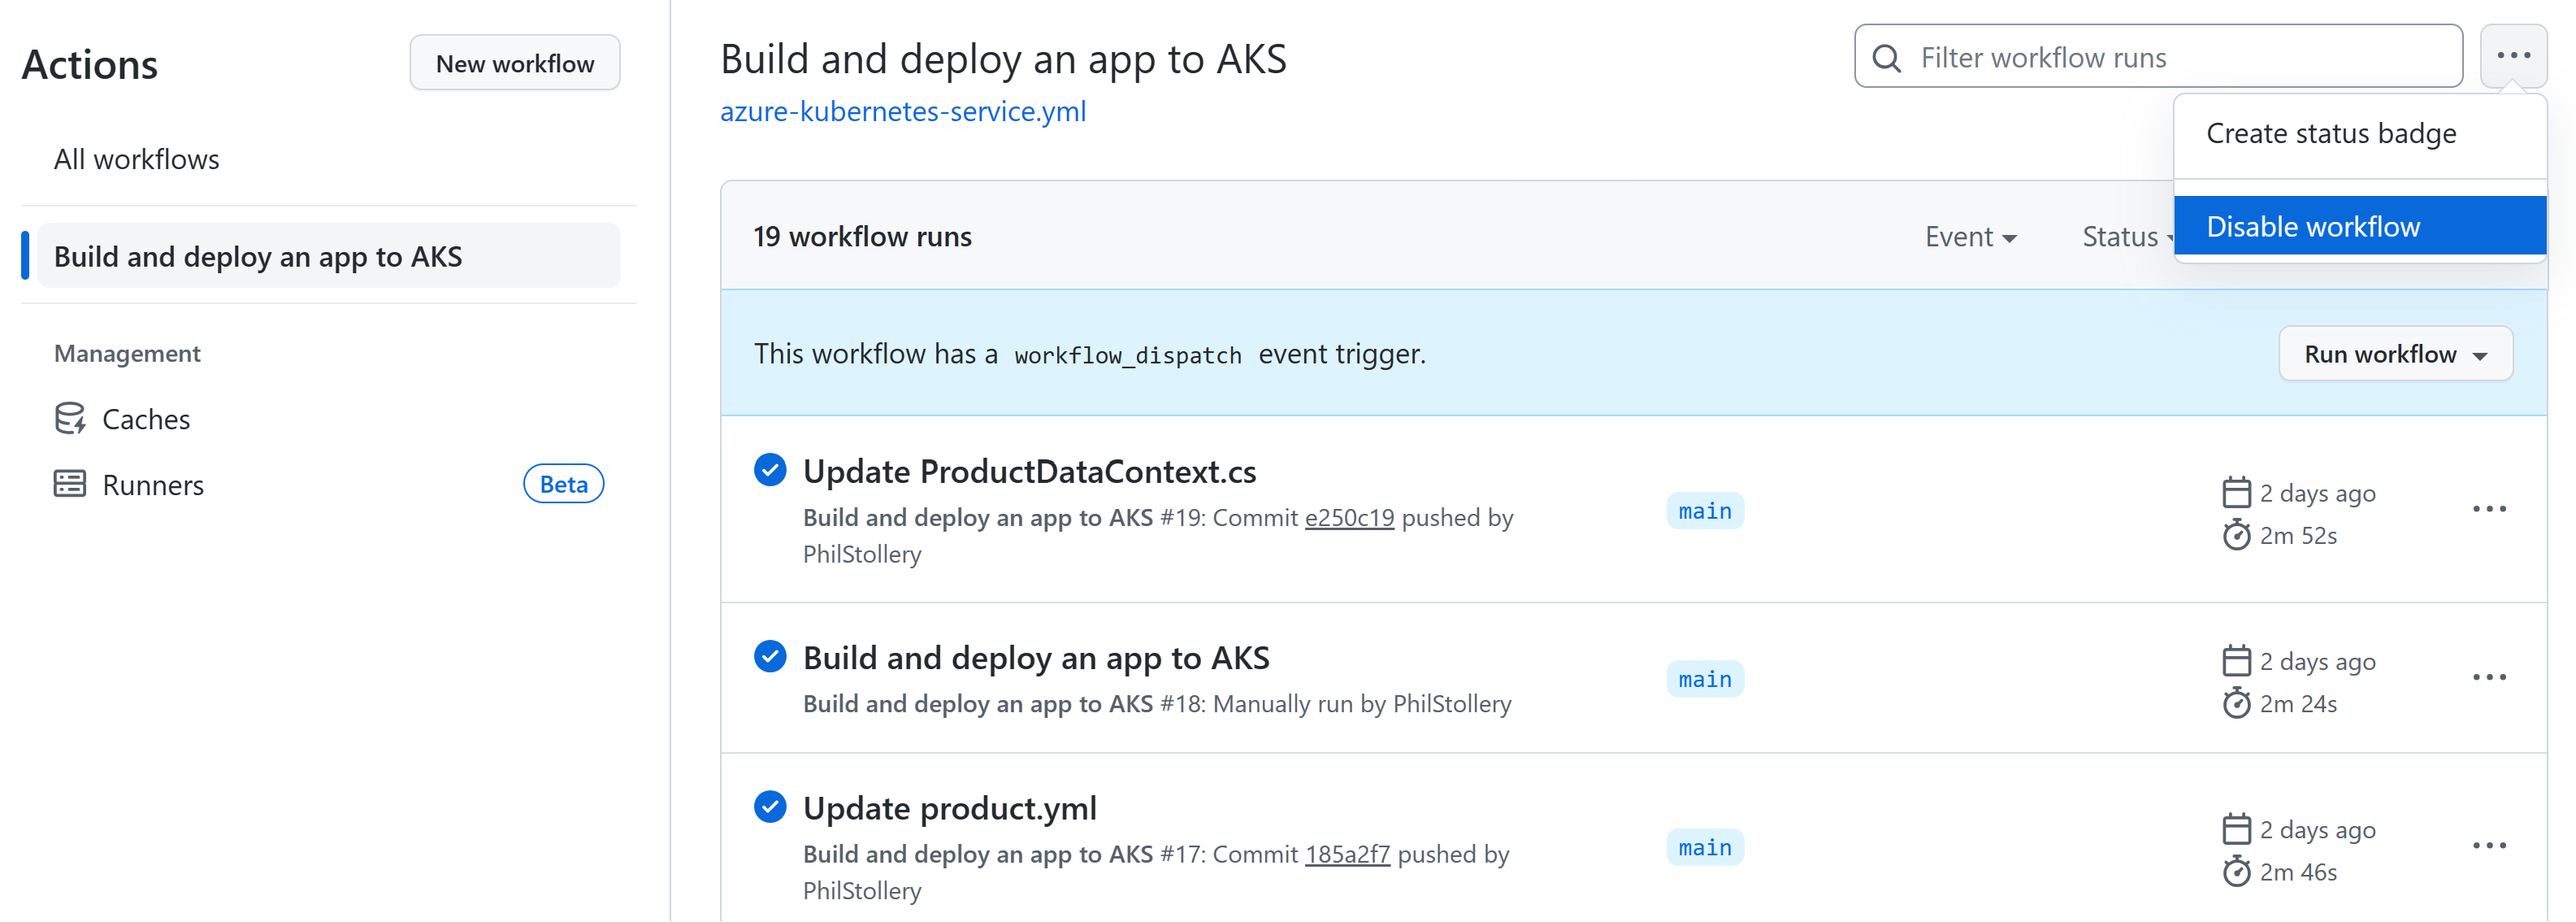 Actions
New workflow
All workflows
Build and deploy an app to AKS
Management
Caches
Runners
Beta
Build and deploy an app to AKS
azure-kubernetes-service.yml
Filter workflow runs
Create status badge
Disable workflow
19 workflow runs
Event
Status
This workflow has a workflow_dispatch event trigger.
Run workflow
Update ProductDataContext.cs
Build and deploy an app to AKS #19: Commit e250c19 pushed by
PhilStollery
main
2 days ago
2m 52s
Build and deploy an app to AKS
Build and deploy an app to AKS #18: Manually run by PhilStollery
main
2 days ago
2m 24s
Update product.yml
Build and deploy an app to AKS #17: Commit 185a2f7 pushed by
PhilStollery
main
2 days ago
2m 46s